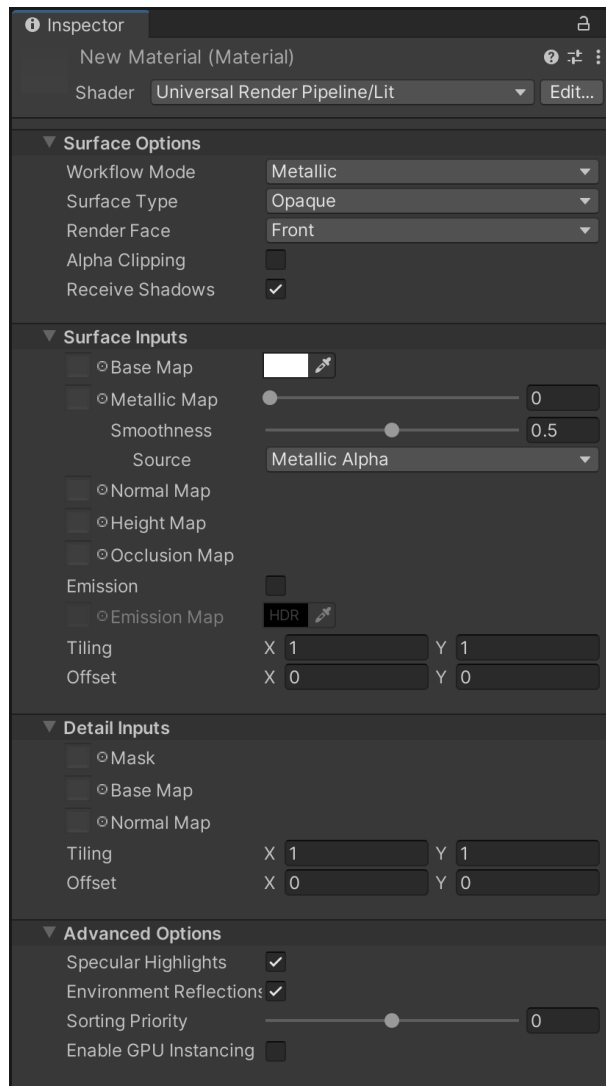 Inspector
New Material (Material)
Shader Universal Render Pipeline/Lit Edit...
Surface Options
Workflow Mode Metallic
Surface Type Opaque
Render Face Front
Alpha Clipping
Receive Shadows
Surface Inputs
Base Map
Metallic Map 0
Smoothness 0.5
Source Metallic Alpha
Normal Map
Height Map
Occlusion Map
Emission
Emission Map HDR
Tiling X 1 Y 1
Offset X 0 Y 0
Detail Inputs
Mask
Base Map
Normal Map
Tiling X 1 Y 1
Offset X 0 Y 0
Advanced Options
Specular Highlights
Environment Reflections
Sorting Priority 0
Enable GPU Instancing